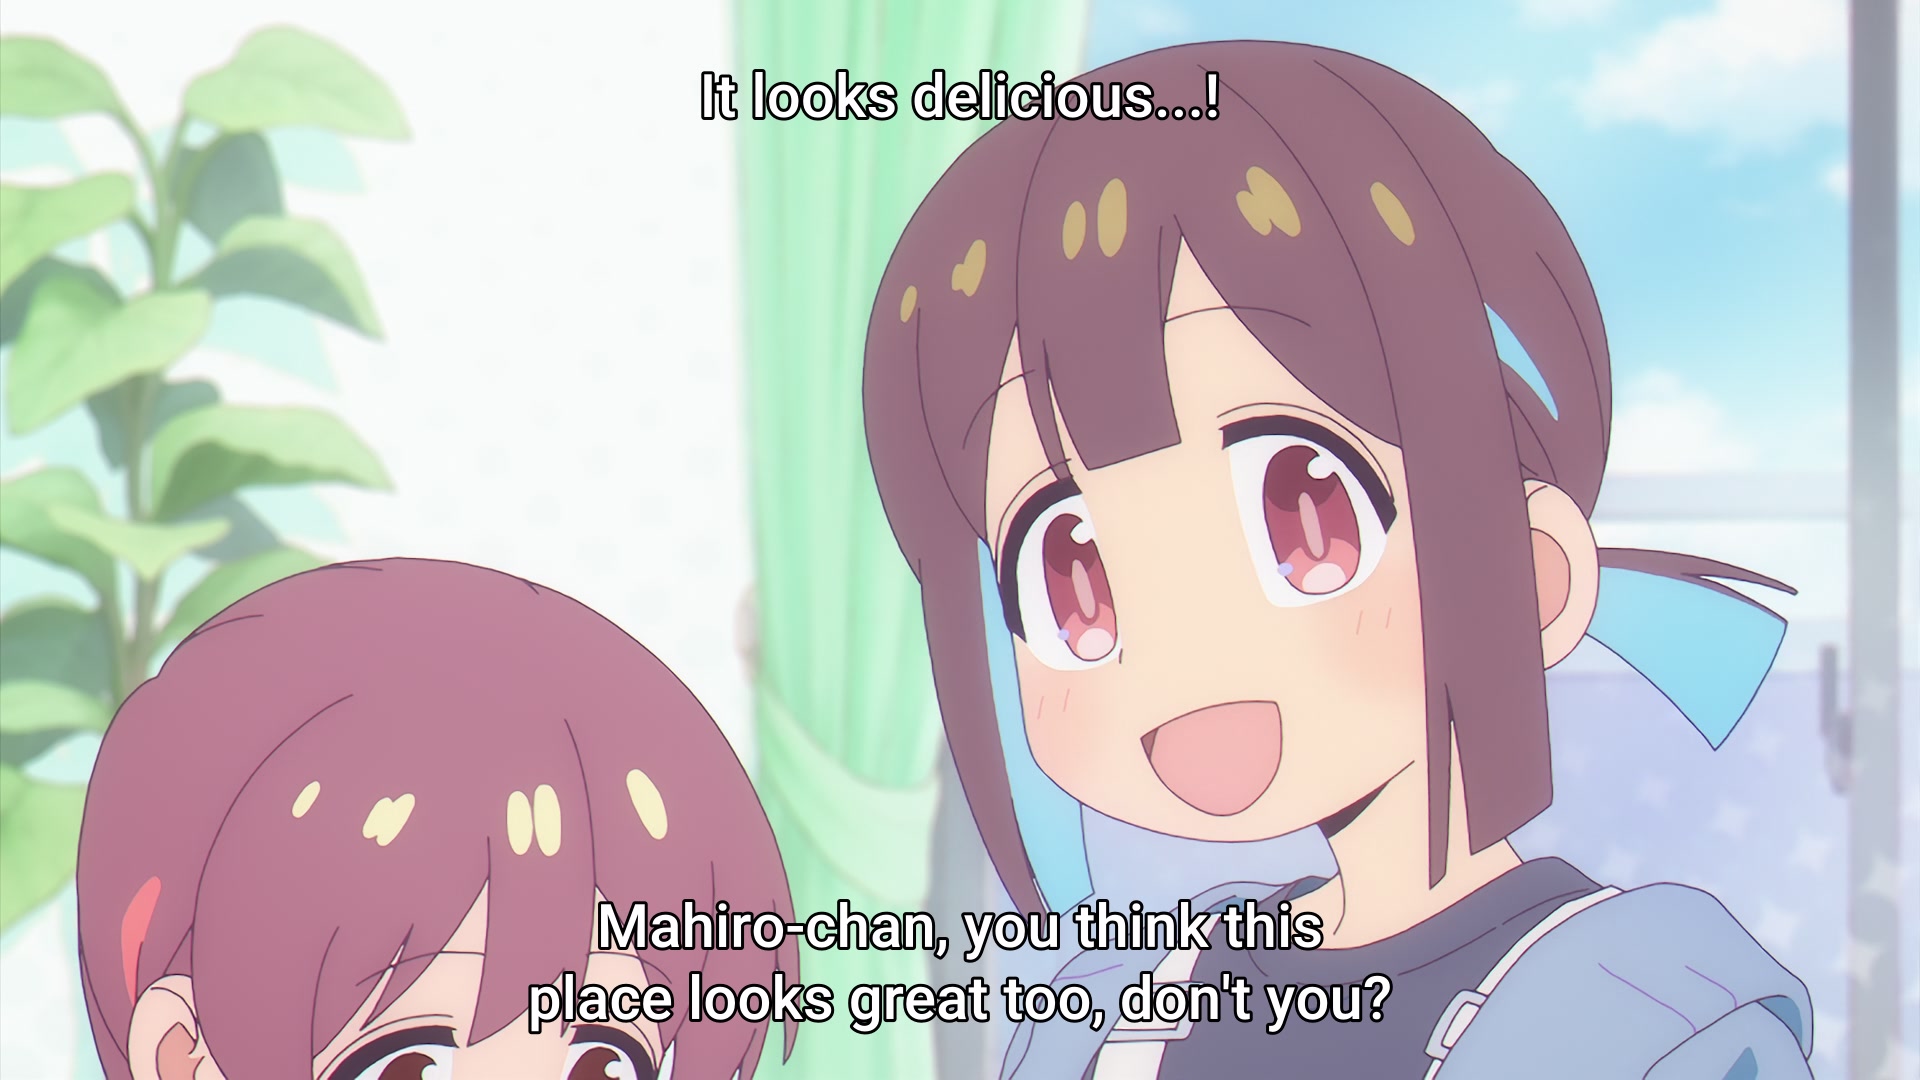 It looks delicious...!
Mahiro-chan, you think this
place looks great too, don't you?